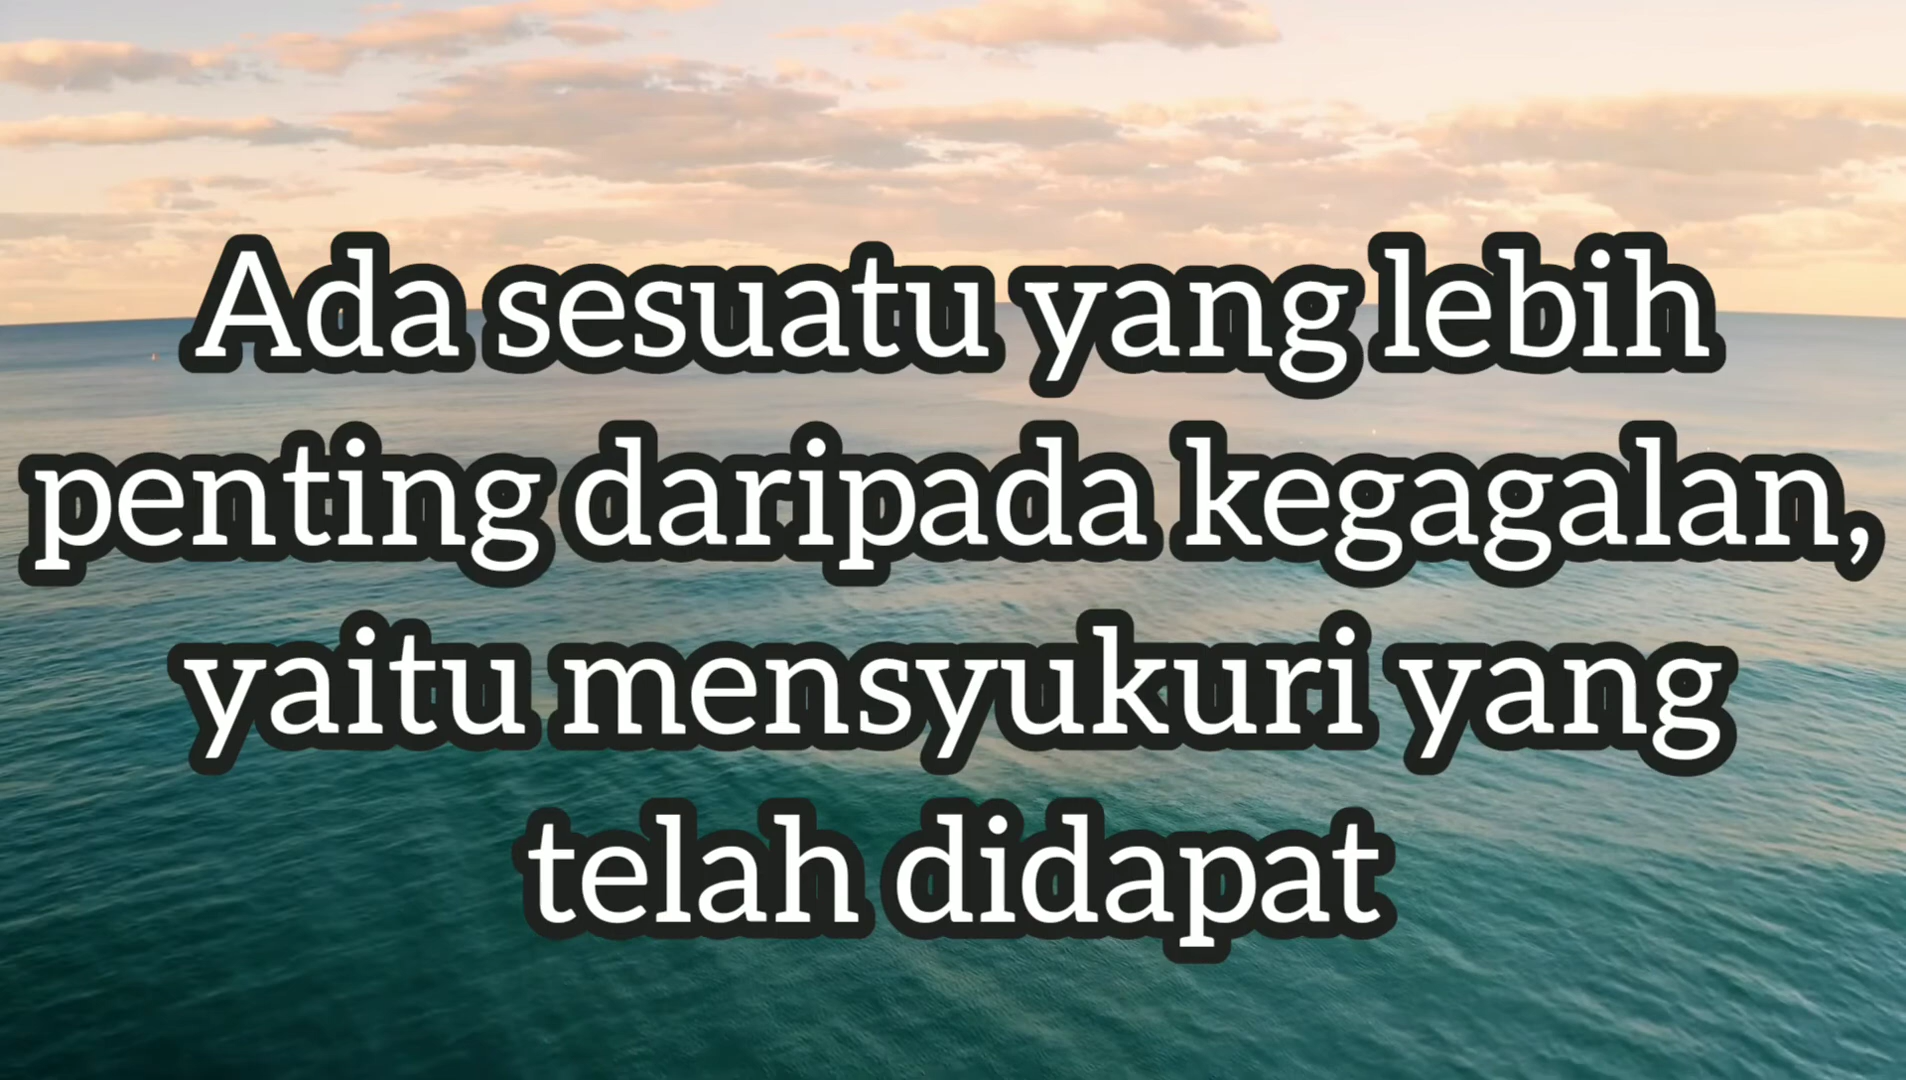 Ada sesuatu yang lebih
penting daripada kegagalan,
yaitu mensyukuri yang
telah didapat